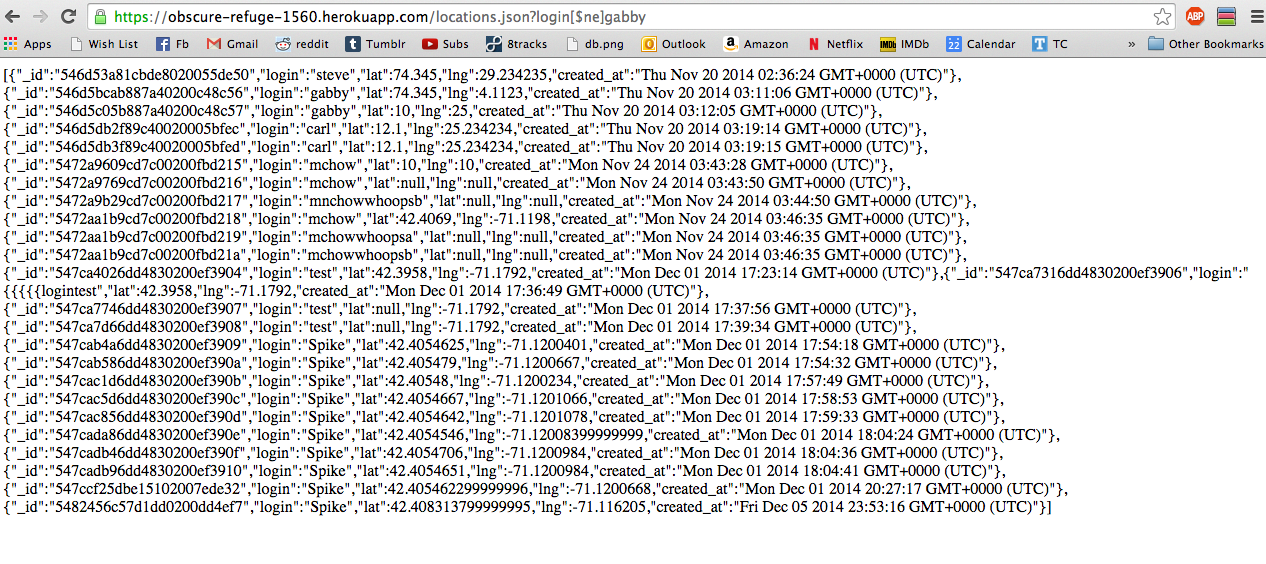 https://obscure-refuge-1560.herokuapp.com/locations.json?login[$ne]gabby
ABP
Apps Wish List Fb Gmail reddit Tumblr Subs 8tracks db.png Outlook Amazon Netflix IMDb IMDb 22 Calendar TC » Other Bookmarks
[{"_id":"546d53a81cbde8020055de50","login":"steve","lat":74.345,"lng":29.234235,"created_at":"Thu Nov 20 2014 02:36:24 GMT+0000 (UTC)"},
{"_id":"546d5bcab887a40200c48c56","login":"gabby","lat":74.345,"lng":4.1123,"created_at":"Thu Nov 20 2014 03:11:06 GMT+0000 (UTC)"},
{"_id":"546d5c05b887a40200c48c57","login":"gabby","lat":10,"lng":25,"created_at":"Thu Nov 20 2014 03:12:05 GMT+0000 (UTC)"},
{"_id":"546d5db2f89c40020005bfec","login":"carl","lat":12.1,"lng":25.234234,"created_at":"Thu Nov 20 2014 03:19:14 GMT+0000 (UTC)"},
{"_id":"546d5db3f89c40020005bfed","login":"carl","lat":12.1,"lng":25.234234,"created_at":"Thu Nov 20 2014 03:19:15 GMT+0000 (UTC)"},
{"_id":"5472a9609cd7c00200fbd215","login":"mchow","lat":10,"lng":10,"created_at":"Mon Nov 24 2014 03:43:28 GMT+0000 (UTC)"},
{"_id":"5472a9769cd7c00200fbd216","login":"mchow","lat":null,"lng":null,"created_at":"Mon Nov 24 2014 03:43:50 GMT+0000 (UTC)"},
{"_id":"5472a9b29cd7c00200fbd217","login":"mnchowwhoopsb","lat":null,"lng":null,"created_at":"Mon Nov 24 2014 03:44:50 GMT+0000 (UTC)"},
{"_id":"5472aa1b9cd7c00200fbd218","login":"mchow","lat":42.4069,"lng":-71.1198,"created_at":"Mon Nov 24 2014 03:46:35 GMT+0000 (UTC)"},
{"_id":"5472aa1b9cd7c00200fbd219","login":"mchowwhoopsa","lat":null,"lng":null,"created_at":"Mon Nov 24 2014 03:46:35 GMT+0000 (UTC)"},
{"_id":"5472aa1b9cd7c00200fbd21a","login":"mchowwhoopsb","lat":null,"lng":null,"created_at":"Mon Nov 24 2014 03:46:35 GMT+0000 (UTC)"},
{"_id":"547ca4026dd4830200ef3904","login":"test","lat":42.3958,"lng":-71.1792,"created_at":"Mon Dec 01 2014 17:23:14 GMT+0000 (UTC)"},{"_id":"547ca7316dd4830200ef3906","login":"
{{{{{logintest","lat":42.3958,"lng":-71.1792,"created_at":"Mon Dec 01 2014 17:36:49 GMT+0000 (UTC)"},
{"_id":"547ca7746dd4830200ef3907","login":"test","lat":null,"lng":-71.1792,"created_at":"Mon Dec 01 2014 17:37:56 GMT+0000 (UTC)"},
{"_id":"547ca7d66dd4830200ef3908","login":"test","lat":null,"lng":-71.1792,"created_at":"Mon Dec 01 2014 17:39:34 GMT+0000 (UTC)"},
{"_id":"547cab4a6dd4830200ef3909","login":"Spike","lat":42.4054625,"lng":-71.1200401,"created_at":"Mon Dec 01 2014 17:54:18 GMT+0000 (UTC)"},
{"_id":"547cab586dd4830200ef390a","login":"Spike","lat":42.405479,"lng":-71.1200667,"created_at":"Mon Dec 01 2014 17:54:32 GMT+0000 (UTC)"},
{"_id":"547cac1d6dd4830200ef390b","login":"Spike","lat":42.40548,"lng":-71.1200234,"created_at":"Mon Dec 01 2014 17:57:49 GMT+0000 (UTC)"},
{"_id":"547cac5d6dd4830200ef390c","login":"Spike","lat":42.4054667,"lng":-71.1201066,"created_at":"Mon Dec 01 2014 17:58:53 GMT+0000 (UTC)"},
{"_id":"547cac856dd4830200ef390d","login":"Spike","lat":42.4054642,"lng":-71.1201078,"created_at":"Mon Dec 01 2014 17:59:33 GMT+0000 (UTC)"},
{"_id":"547cada86dd4830200ef390e","login":"Spike","lat":42.4054546,"lng":-71.12008399999999,"created_at":"Mon Dec 01 2014 18:04:24 GMT+0000 (UTC)"},
{"_id":"547cadb46dd4830200ef390f","login":"Spike","lat":42.4054706,"lng":-71.1200984,"created_at":"Mon Dec 01 2014 18:04:36 GMT+0000 (UTC)"},
{"_id":"547cadb96dd4830200ef3910","login":"Spike","lat":42.4054651,"lng":-71.1200984,"created_at":"Mon Dec 01 2014 18:04:41 GMT+0000 (UTC)"},
{"_id":"547ccf25dbe15102007ede32","login":"Spike","lat":42.405462299999996,"lng":-71.1200668,"created_at":"Mon Dec 01 2014 20:27:17 GMT+0000 (UTC)"},
{"_id":"5482456c57d1dd0200dd4ef7","login":"Spike","lat":42.408313799999995,"lng":-71.116205,"created_at":"Fri Dec 05 2014 23:53:16 GMT+0000 (UTC)"}]